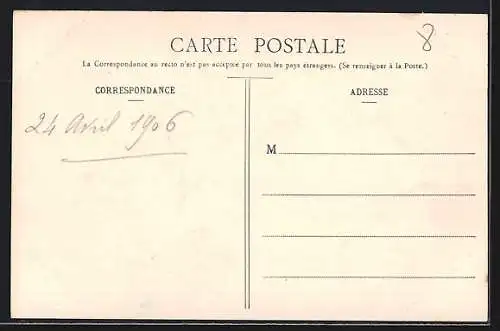 8
CARTE POSTALE
La Correspondance au recto n'est pas acceptée par tous les pays étrangers. (Se renseigner à la Poste.)
CORRESPONDANCE
ADRESSE
24 Avril 1906
M